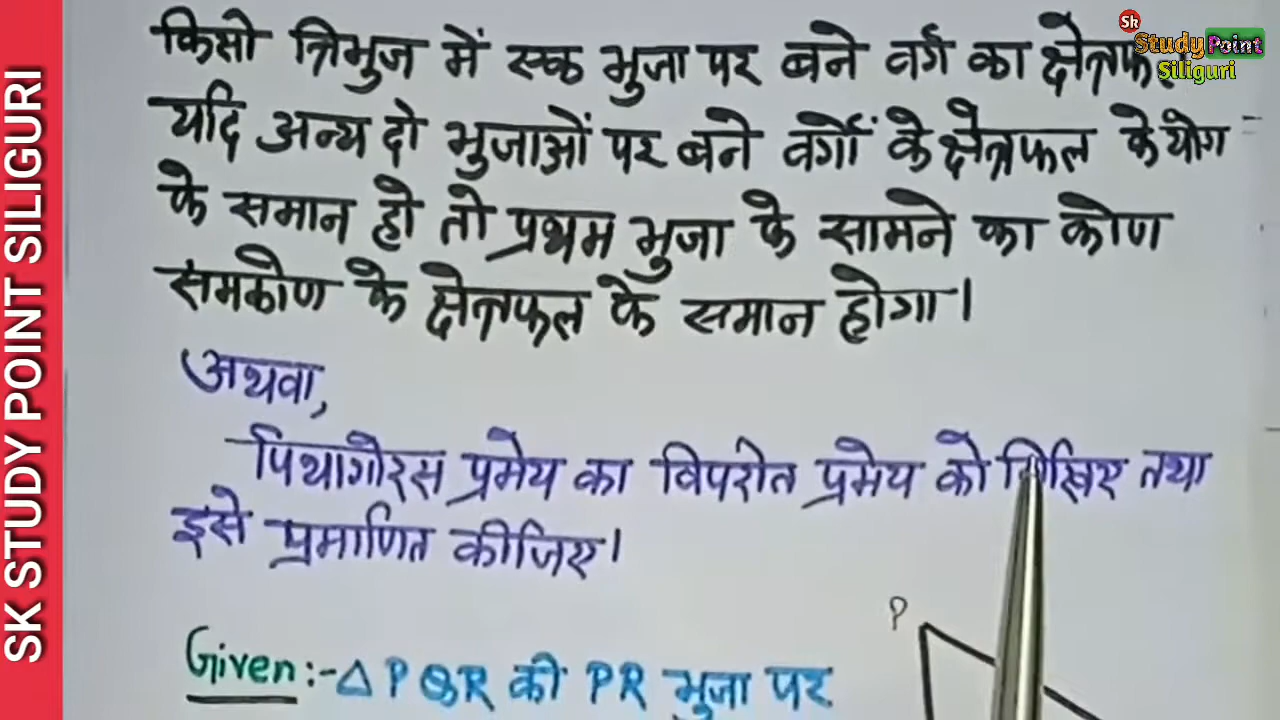 SK STUDY POINT SILIGURI
Sk
Study Point
Siliguri
किसी त्रिभुज में एक भुजा पर बने वर्ग का
यदि अन्य दो भुजाओं पर बने वर्गों के क्षेत्रफल के योग
के समान हो तो प्रथम भुजा के सामने का कोण
समकोण के क्षेत्रफल के समान होगा।
अथवा,
पिथागोरस प्रमेय का विपरीत प्रमेय को तथा
इसे प्रमाणित कीजिए।
P
Given:- △PQR की PR भुजा पर